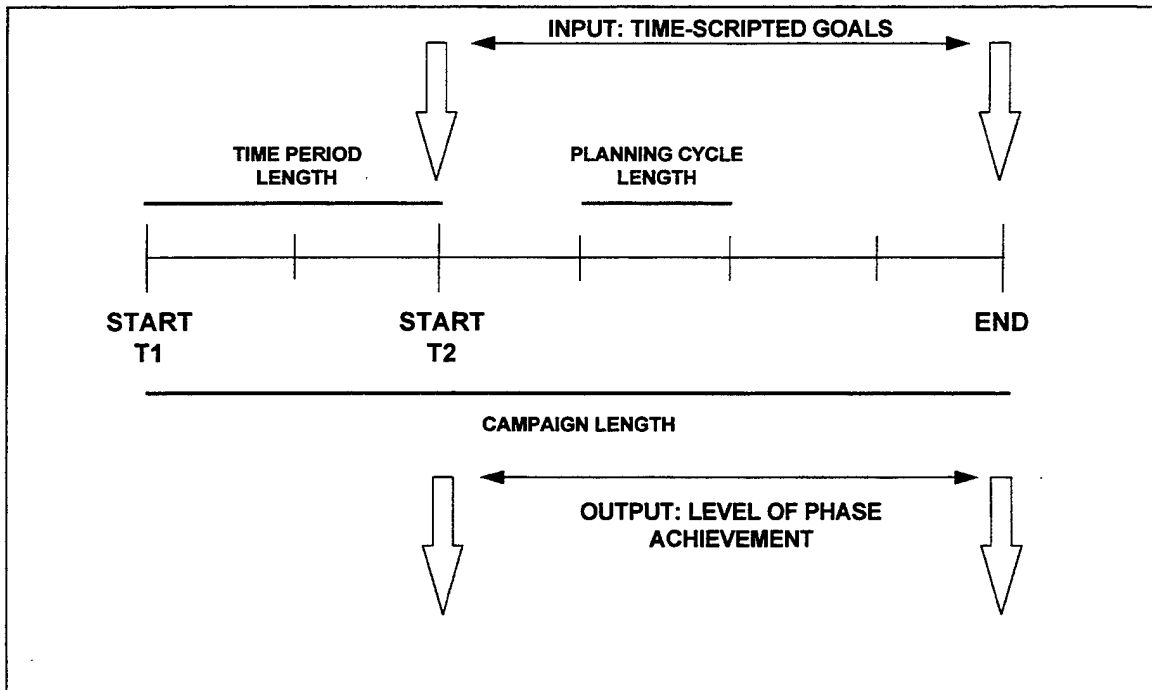 INPUT: TIME-SCRIPTED GOALS
TIME PERIOD
LENGTH
PLANNING CYCLE
LENGTH
START
T1
START
T2
END
CAMPAIGN LENGTH
OUTPUT: LEVEL OF PHASE
ACHIEVEMENT